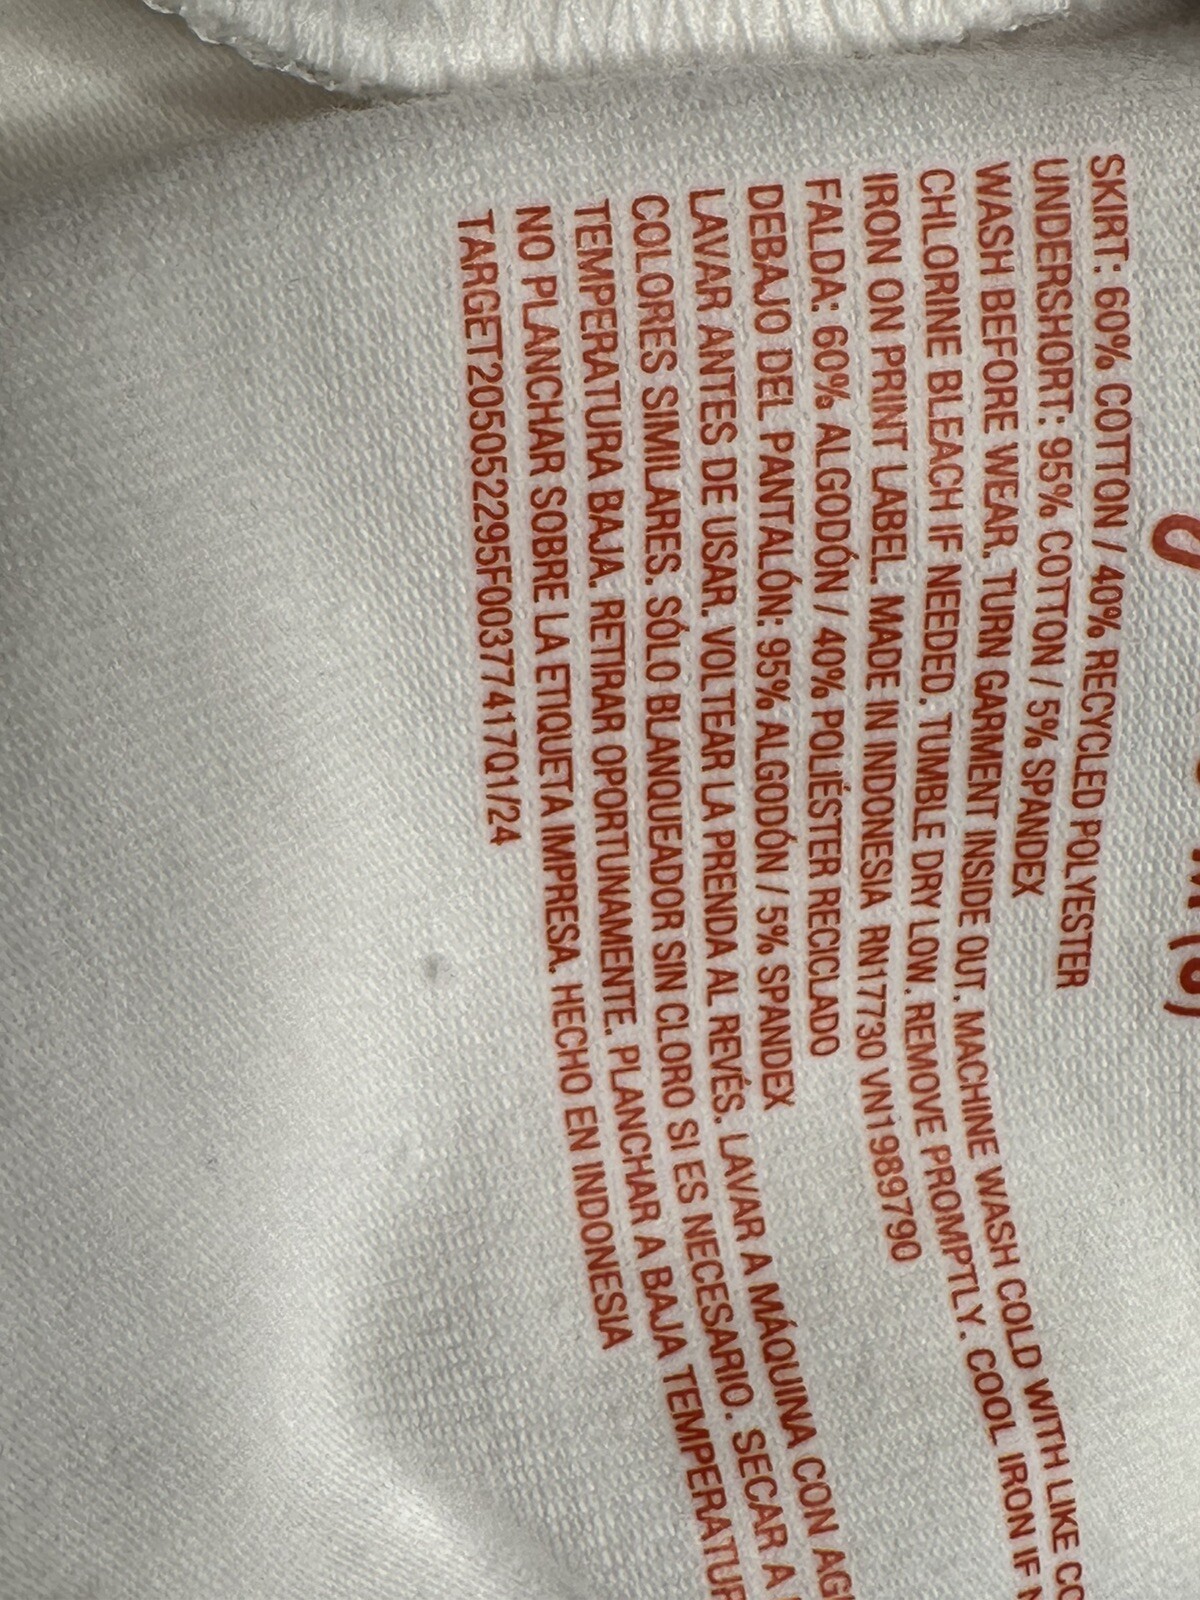 SKIRT: 60% COTTON / 40% RECYCLED POLYESTER
UNDERSHORT: 95% COTTON / 5% SPANDEX
WASH BEFORE WEAR. TURN GARMENT INSIDE OUT. MACHINE WASH COLD WITH LIKE
CHLORINE BLEACH IF NEEDED. TUMBLE DRY LOW. REMOVE PROMPTLY. COOL IRON IF
IRON ON PRINT LABEL. MADE IN INDONESIA RN17730 VN1989790
FALDA: 60% ALGODÓN / 40% POLIÉSTER RECICLADO
DEBAJO DEL PANTALÓN: 95% ALGODÓN / 5% SPANDEX
LAVAR ANTES DE USAR. VOLTEAR LA PRENDA AL REVÉS. LAVAR A MÁQUINA CON
COLORES SIMILARES. SÓLO BLANQUEADOR SIN CLORO SI ES NECESARIO. SECAR A
TEMPERATURA BAJA. RETIRAR OPORTUNAMENTE. PLANCHAR A BAJA TEMPERATUR
NO PLANCHAR SOBRE LA ETIQUETA IMPRESA. HECHO EN INDONESIA
TARGET205052295F00377417Q1/24